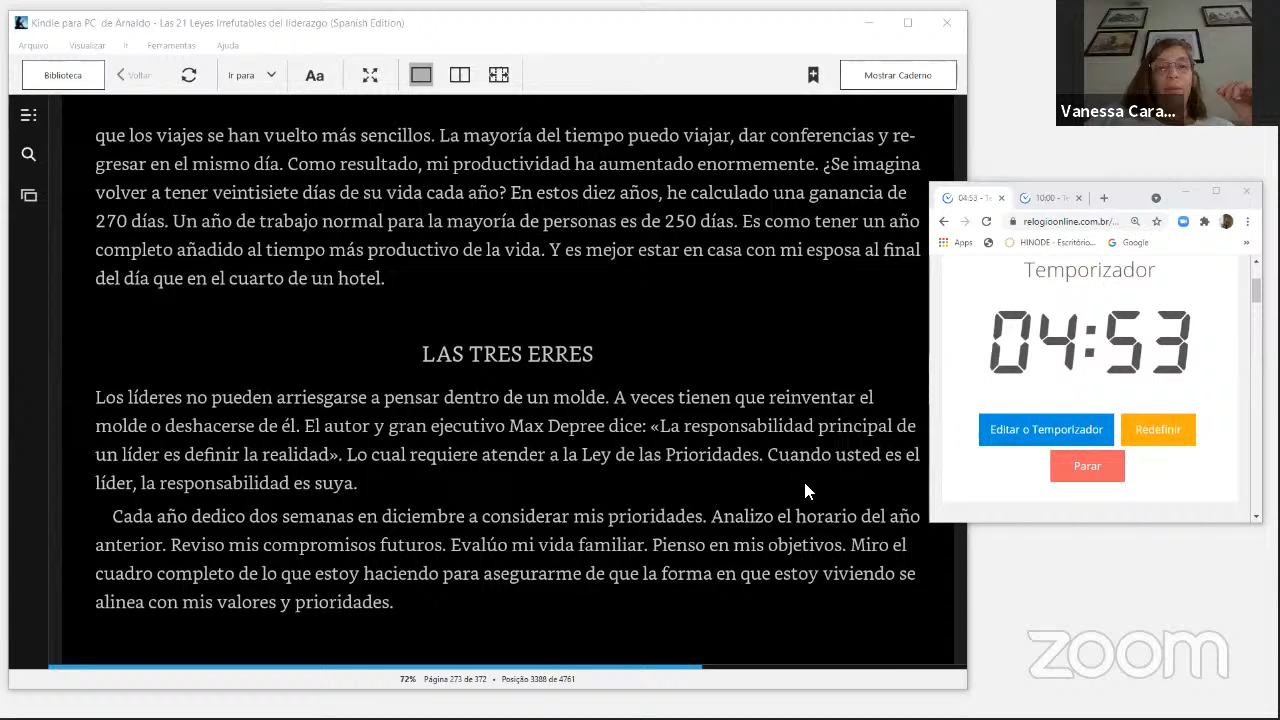 Kindle para PC de Arnaldo - Las 21 Leyes Irrefutables del liderazgo (Spanish Edition)
Arquivo Visualizar Ir Ferramentas Ajuda
Biblioteca Voltar Ir para Aa Mostrar Caderno
que los viajes se han vuelto más sencillos. La mayoría del tiempo puedo viajar, dar conferencias y re-
gresar en el mismo día. Como resultado, mi productividad ha aumentado enormemente. ¿Se imagina
volver a tener veintisiete días de su vida cada año? En estos diez años, he calculado una ganancia de
270 días. Un año de trabajo normal para la mayoría de personas es de 250 días. Es como tener un año
completo añadido al tiempo más productivo de la vida. Y es mejor estar en casa con mi esposa al final
del día que en el cuarto de un hotel.
LAS TRES ERRES
Los líderes no pueden arriesgarse a pensar dentro de un molde. A veces tienen que reinventar el
molde o deshacerse de él. El autor y gran ejecutivo Max Depree dice: «La responsabilidad principal de
un líder es definir la realidad». Lo cual requiere atender a la Ley de las Prioridades. Cuando usted es el
líder, la responsabilidad es suya.
Cada año dedico dos semanas en diciembre a considerar mis prioridades. Analizo el horario del año
anterior. Reviso mis compromisos futuros. Evalúo mi vida familiar. Pienso en mis objetivos. Miro el
cuadro completo de lo que estoy haciendo para asegurarme de que la forma en que estoy viviendo se
alinea con mis valores y prioridades.
72% Página 273 de 372 • Posição 3388 de 4761
Vanessa Cara...
04:53 - Te 10:00 - Te
relogioonline.com.br/...
Apps HINODE - Escritório... Google »
Temporizador
04:53
Editar o Temporizador Redefinir
Parar
zoom